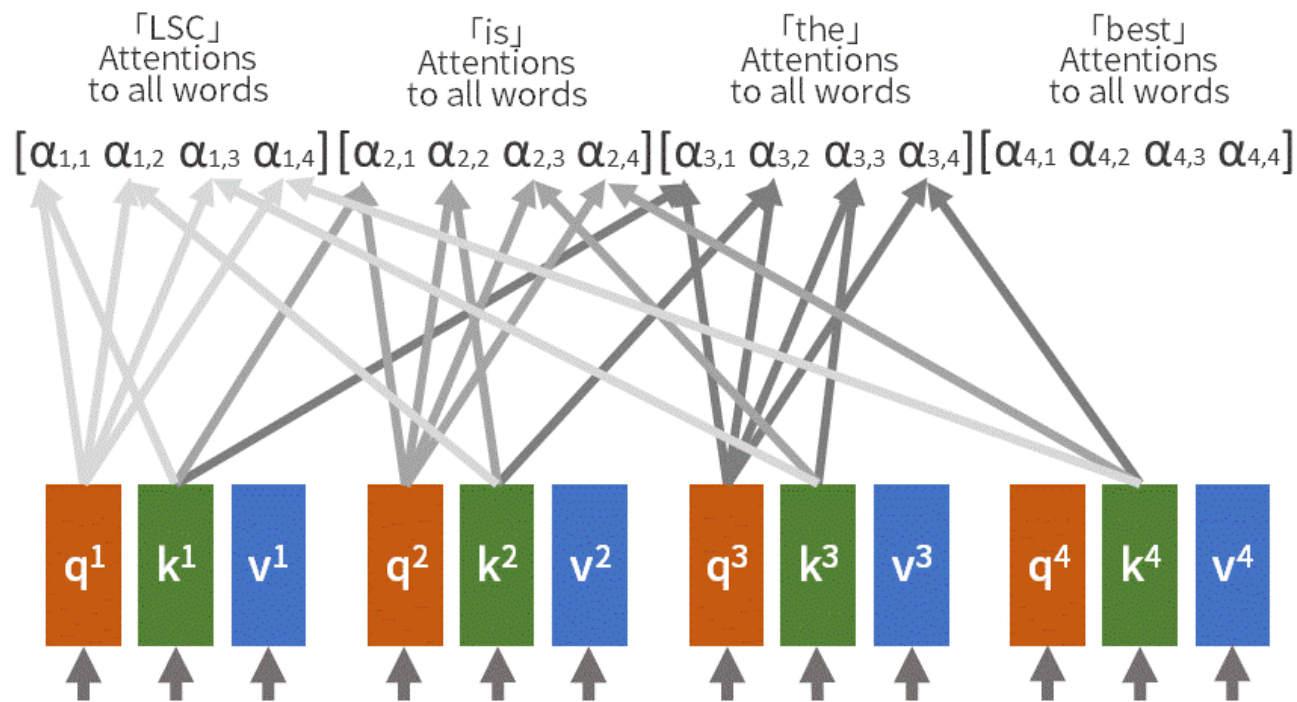 「LSC」
Attentions
to all words
「is」
Attentions
to all words
「the」
Attentions
to all words
「best」
Attentions
to all words
[α1,1 α1,2 α1,3 α1,4] [α2,1 α2,2 α2,3 α2,4] [α3,1 α3,2 α3,3 α3,4] [α4,1 α4,2 α4,3 α4,4]
q¹ k¹ v¹ q² k² v² q³ k³ v³ q⁴ k⁴ v⁴